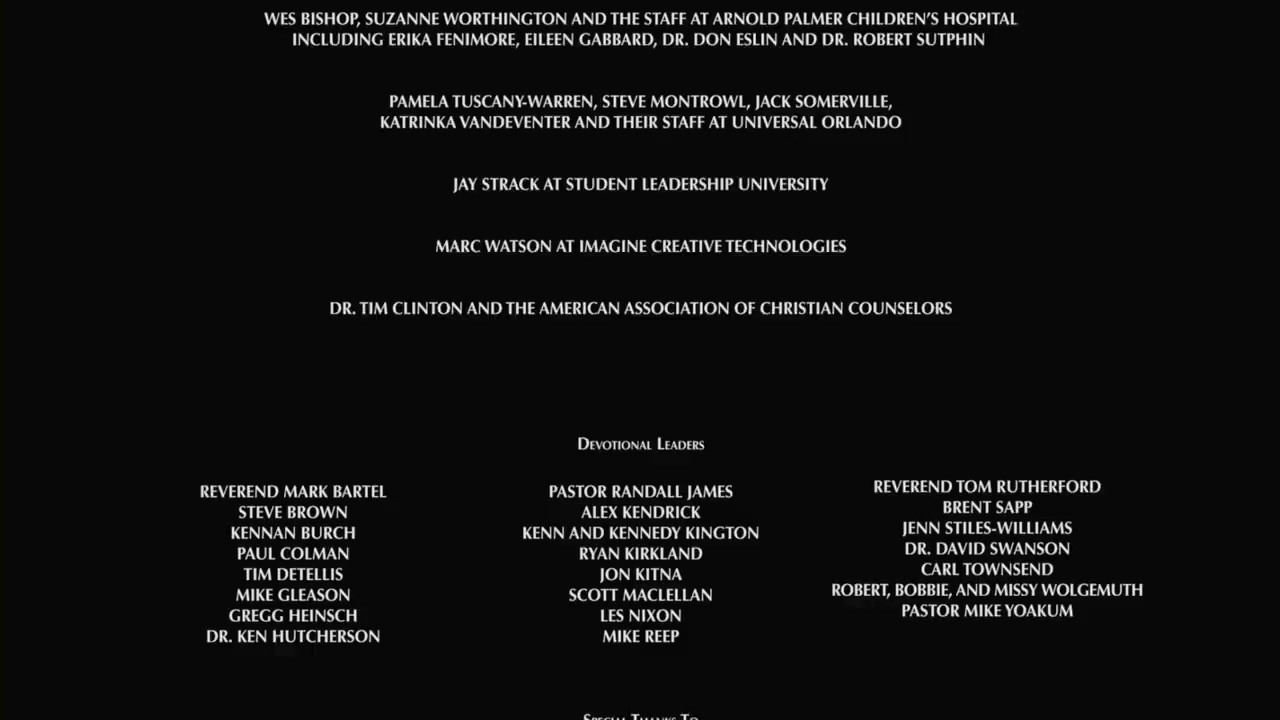 WES BISHOP, SUZANNE WORTHINGTON AND THE STAFF AT ARNOLD PALMER CHILDREN'S HOSPITAL
INCLUDING ERIKA FENIMORE, EILEEN GABBARD, DR. DON ESLIN AND DR. ROBERT SUTPHIN
PAMELA TUSCANY-WARREN, STEVE MONTROWL, JACK SOMERVILLE,
KATRINKA VANDEVENTER AND THEIR STAFF AT UNIVERSAL ORLANDO
JAY STRACK AT STUDENT LEADERSHIP UNIVERSITY
MARC WATSON AT IMAGINE CREATIVE TECHNOLOGIES
DR. TIM CLINTON AND THE AMERICAN ASSOCIATION OF CHRISTIAN COUNSELORS
DEVOTIONAL LEADERS
REVEREND MARK BARTEL
STEVE BROWN
KENNAN BURCH
PAUL COLMAN
TIM DETELLIS
MIKE GLEASON
GREGG HEINSCH
DR. KEN HUTCHERSON
PASTOR RANDALL JAMES
ALEX KENDRICK
KENN AND KENNEDY KINGTON
RYAN KIRKLAND
JON KITNA
SCOTT MACLELLAN
LES NIXON
MIKE REEP
REVEREND TOM RUTHERFORD
BRENT SAPP
JENN STILES-WILLIAMS
DR. DAVID SWANSON
CARL TOWNSEND
ROBERT, BOBBIE, AND MISSY WOLGEMUTH
PASTOR MIKE YOAKUM
SPECIAL THANKS TO